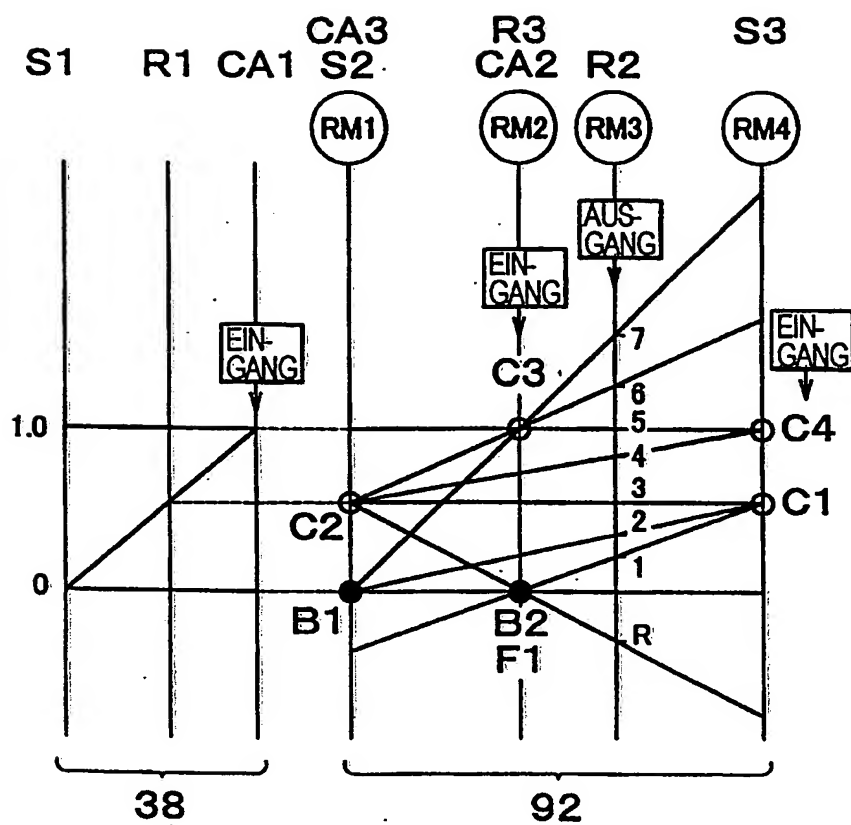 CA3 R3 S3
S1 R1 CA1 S2 CA2 R2
RM1 RM2 RM3 RM4
AUS-
GANG
EIN-
GANG
EIN-
GANG
EIN-
GANG
7
C3
6
1.0
5
C4
4
3
C1
C2
2
1
0
B1
B2
F1
R
38
92